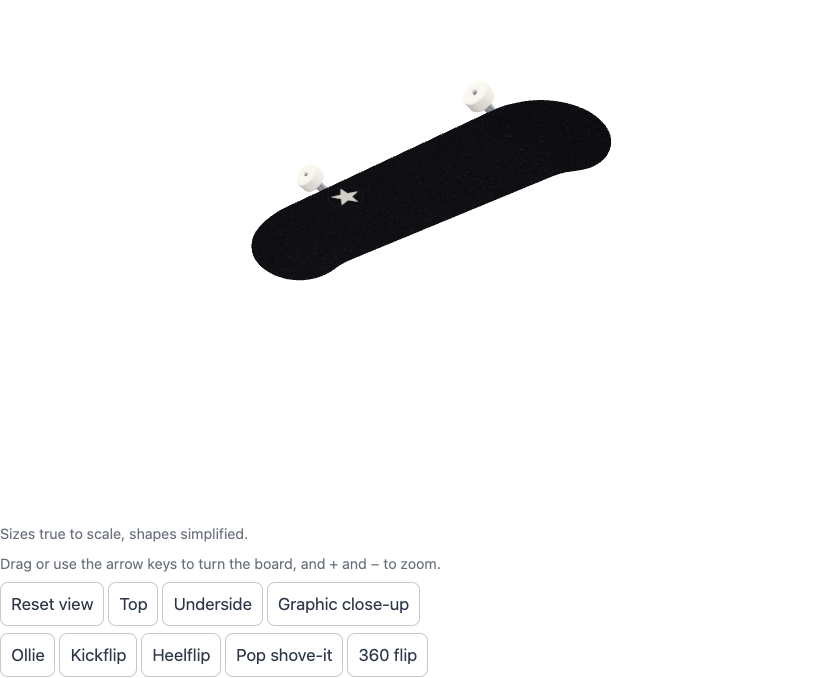 Sizes true to scale, shapes simplified.
Drag or use the arrow keys to turn the board, and + and − to zoom.
Reset view Top Underside Graphic close-up
Ollie Kickflip Heelflip Pop shove-it 360 flip